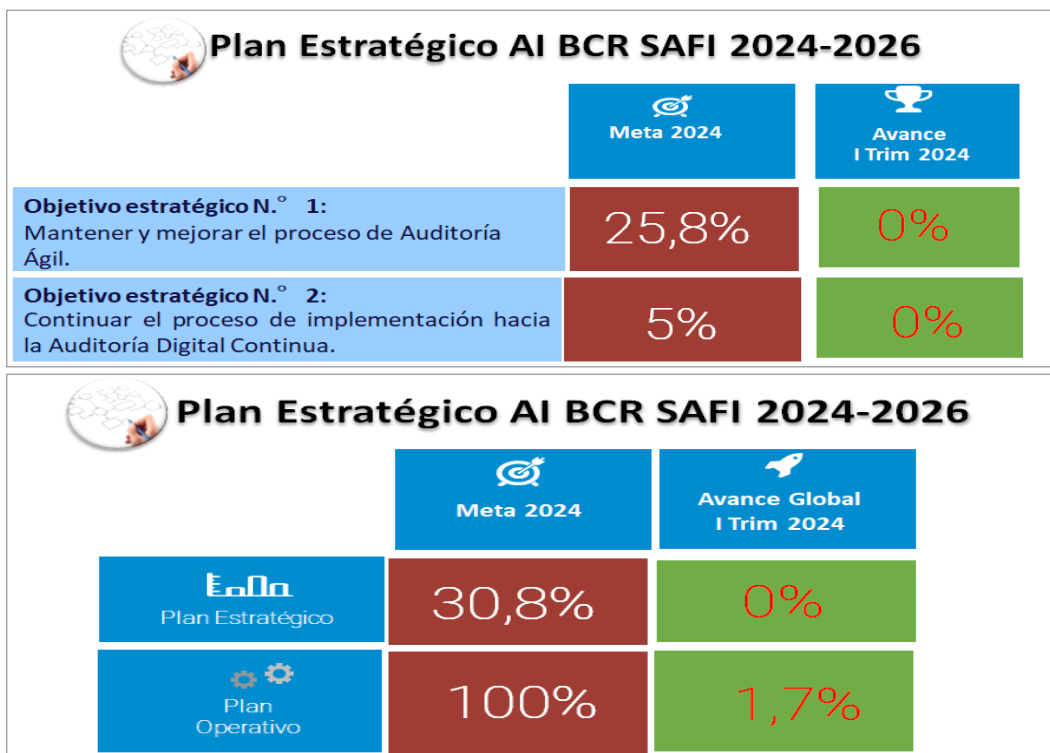 Plan Estratégico AI BCR SAFI 2024-2026
Meta 2024
Avance
I Trim 2024
Objetivo estratégico N.° 1:
Mantener y mejorar el proceso de Auditoría
Ágil.
25,8%
0%
Objetivo estratégico N.° 2:
Continuar el proceso de implementación hacia
la Auditoría Digital Continua.
5%
0%
Plan Estratégico AI BCR SAFI 2024-2026
Meta 2024
Avance Global
I Trim 2024
Plan Estratégico
30,8%
0%
Plan
Operativo
100%
1,7%